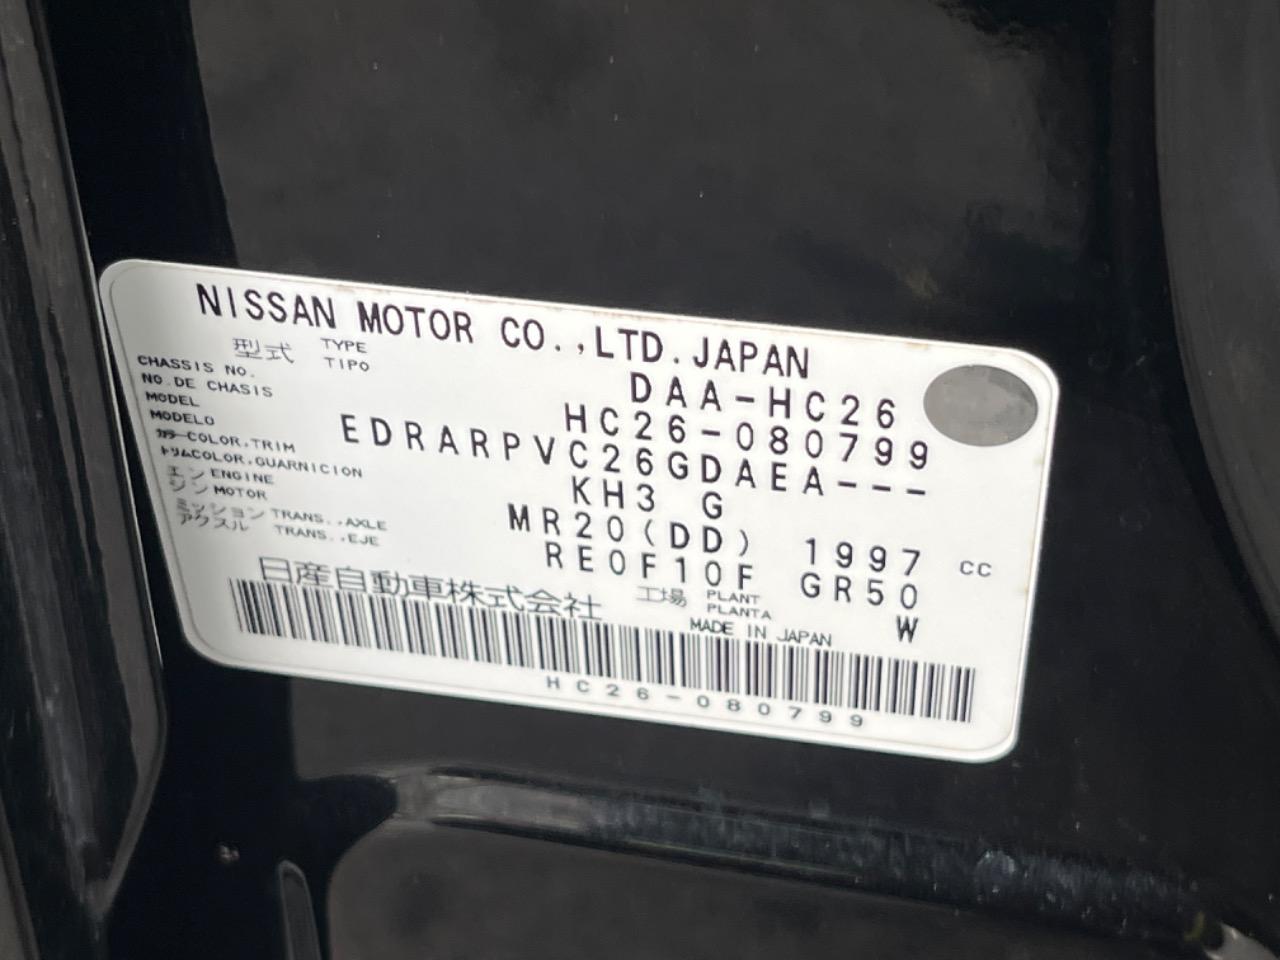 NISSAN MOTOR CO.,LTD.JAPAN
型式 TYPE TIPO DAA-HC26
CHASSIS NO.
NO.DE CHASIS HC26-080799
MODEL
MODELO EDRARPVC26GDAEA---
カラー COLOR,TRIM
トリム COLOR,GUARNICION KH3 G
エンジン ENGINE MOTOR MR20(DD) 1997 CC
ミッション TRANS.,AXLE
アクスル TRANS.,EJE RE0F10F GR50
日産自動車株式会社 工場 PLANT PLANTA W
MADE IN JAPAN
HC26-080799